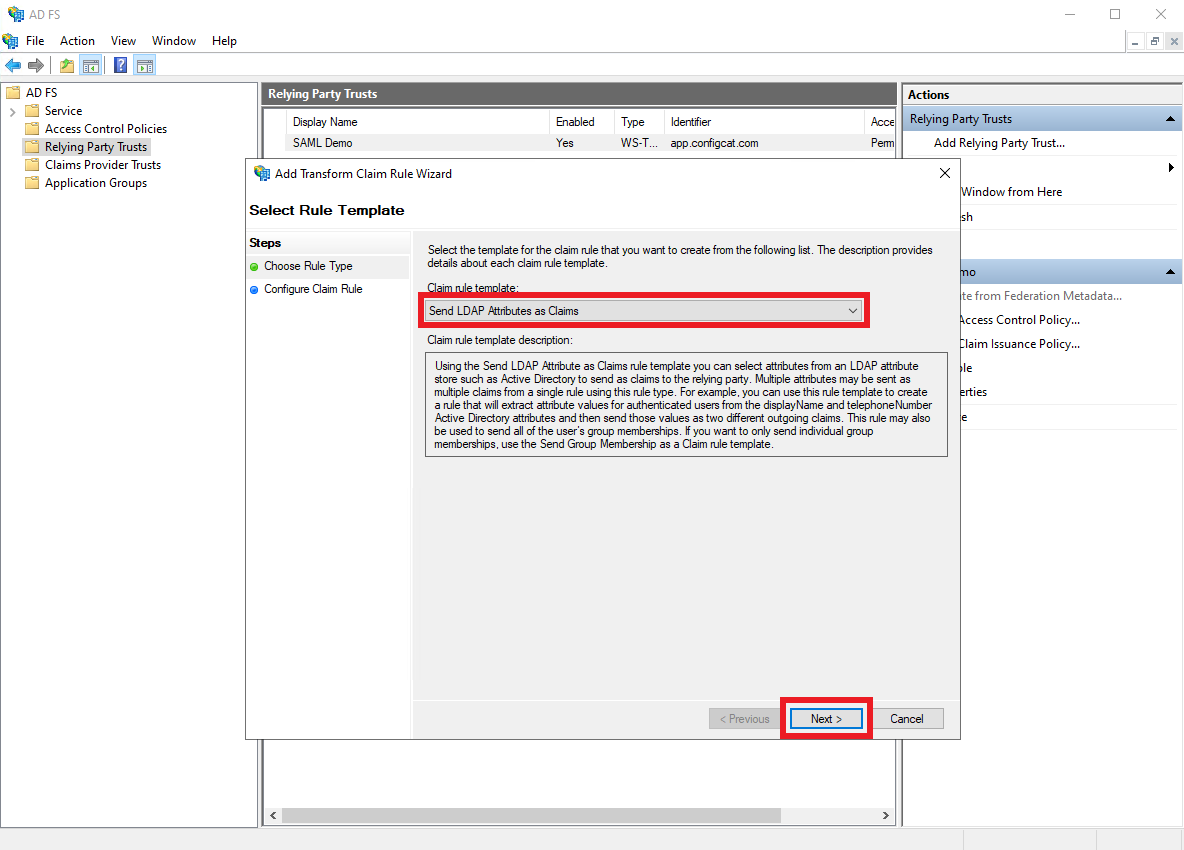 AD FS
File Action View Window Help
AD FS
Service
Access Control Policies
Relying Party Trusts
Claims Provider Trusts
Application Groups
Relying Party Trusts
Display Name Enabled Type Identifier Acce
SAML Demo Yes WS-T... app.configcat.com Perm
Actions
Relying Party Trusts
Add Relying Party Trust...
Window from Here
esh
mo
te from Federation Metadata...
Access Control Policy...
Claim Issuance Policy...
ble
erties
e
Add Transform Claim Rule Wizard
Select Rule Template
Steps
Choose Rule Type
Configure Claim Rule
Select the template for the claim rule that you want to create from the following list. The description provides
details about each claim rule template.
Claim rule template:
Send LDAP Attributes as Claims
Claim rule template description:
Using the Send LDAP Attribute as Claims rule template you can select attributes from an LDAP attribute
store such as Active Directory to send as claims to the relying party. Multiple attributes may be sent as
multiple claims from a single rule using this rule type. For example, you can use this rule template to create
a rule that will extract attribute values for authenticated users from the displayName and telephoneNumber
Active Directory attributes and then send those values as two different outgoing claims. This rule may also
be used to send all of the user's group memberships. If you want to only send individual group
memberships, use the Send Group Membership as a Claim rule template.
< Previous Next > Cancel